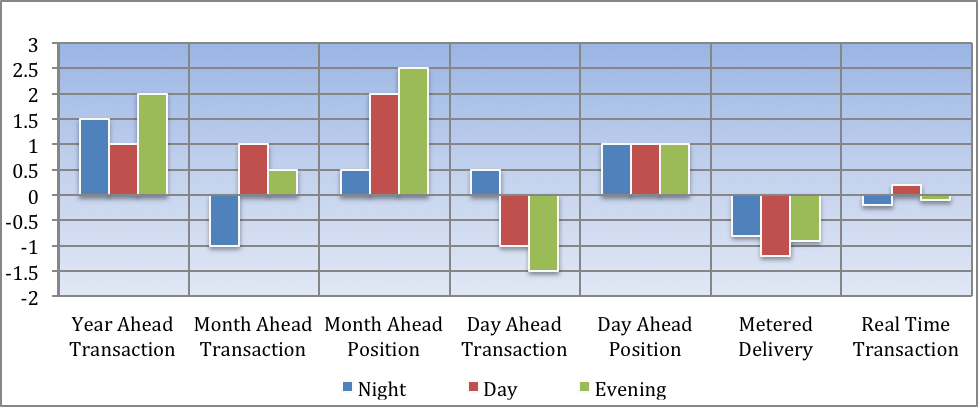 3
2.5
2
1.5
1
0.5
0
-0.5
-1
-1.5
-2
Year Ahead Transaction
Month Ahead Transaction
Month Ahead Position
Day Ahead Transaction
Day Ahead Position
Metered Delivery
Real Time Transaction
Night Day Evening